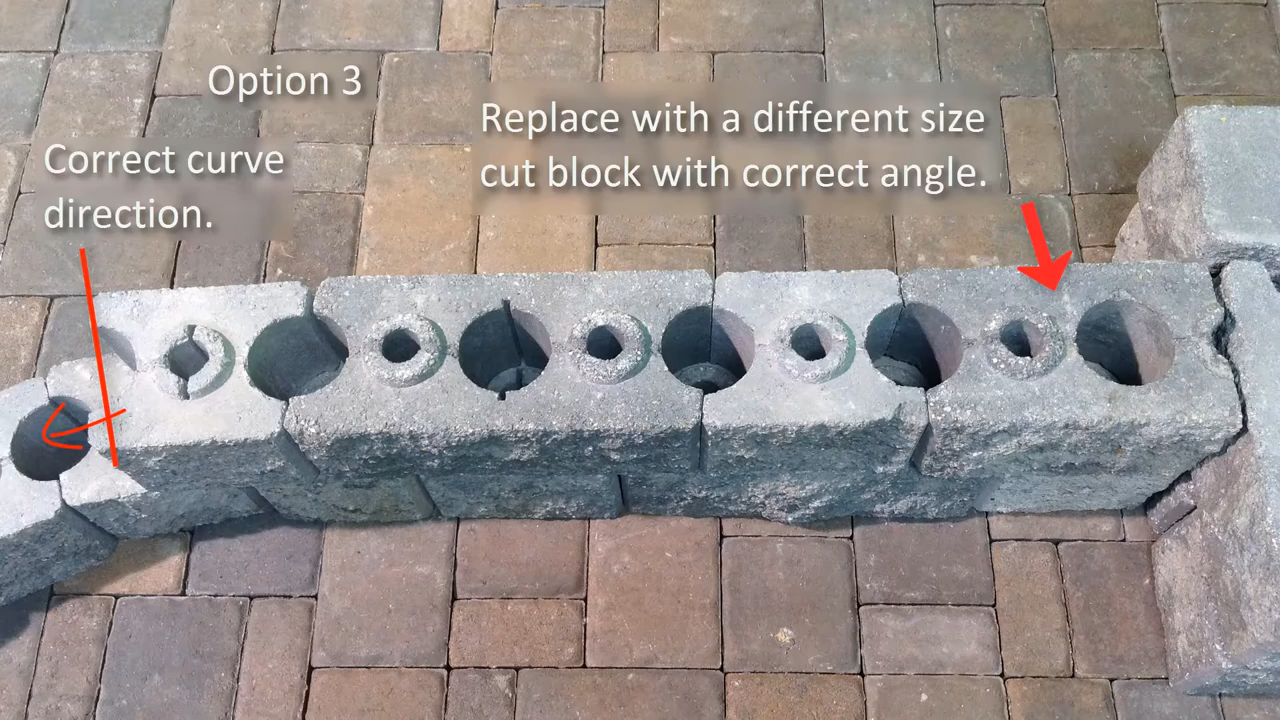 Option 3
Correct curve
direction.
Replace with a different size
cut block with correct angle.